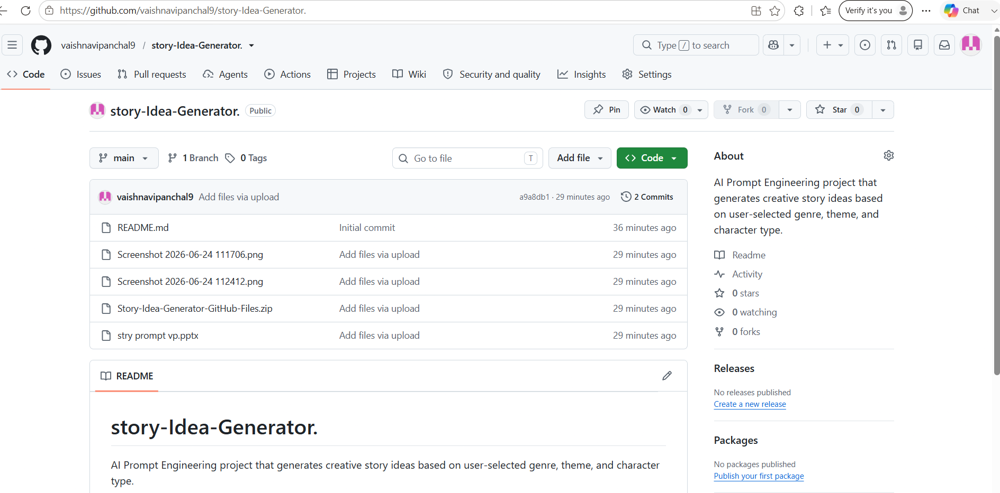 https://github.com/vaishnavipanchal9/story-Idea-Generator.
Verify it's you
Chat
vaishnavipanchal9 / story-Idea-Generator.
Type / to search
Code
Issues
Pull requests
Agents
Actions
Projects
Wiki
Security and quality
Insights
Settings
story-Idea-Generator. Public
Pin
Watch 0
Fork 0
Star 0
main
1 Branch
0 Tags
Go to file T
Add file
Code
vaishnavipanchal9 Add files via upload a9a8db1 · 29 minutes ago 2 Commits
README.md Initial commit 36 minutes ago
Screenshot 2026-06-24 111706.png Add files via upload 29 minutes ago
Screenshot 2026-06-24 112412.png Add files via upload 29 minutes ago
Story-Idea-Generator-GitHub-Files.zip Add files via upload 29 minutes ago
stry prompt vp.pptx Add files via upload 29 minutes ago
README
story-Idea-Generator.
AI Prompt Engineering project that generates creative story ideas based on user-selected genre, theme, and character
type.
About
AI Prompt Engineering project that
generates creative story ideas based
on user-selected genre, theme, and
character type.
Readme
Activity
0 stars
0 watching
0 forks
Releases
No releases published
Create a new release
Packages
No packages published
Publish your first package